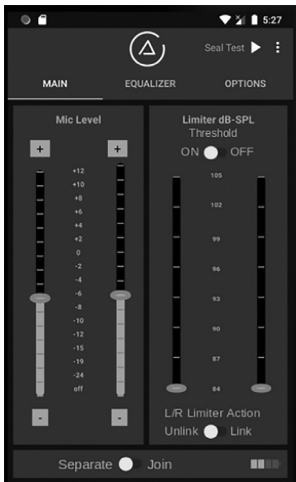 5:27
Seal Test
MAIN EQUALIZER OPTIONS
Mic Level
+ +
+12
+10
+8
+6
+4
+2
0
-2
-4
-6
-8
-10
-12
-15
-19
-24
off
- -
Limiter dB-SPL
Threshold
ON OFF
105
102
99
96
93
90
87
84
L/R Limiter Action
Unlink Link
Separate Join